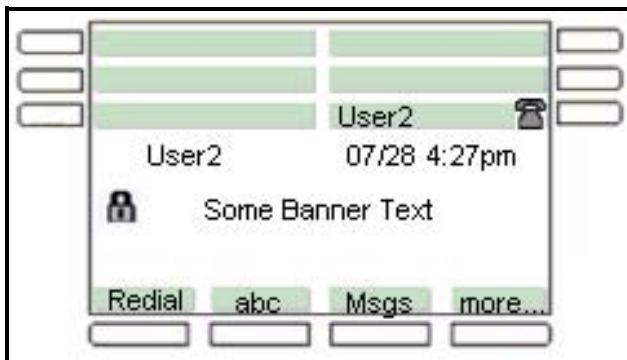 User2
User2 07/28 4:27pm
Some Banner Text
Redial abc Msgs more...